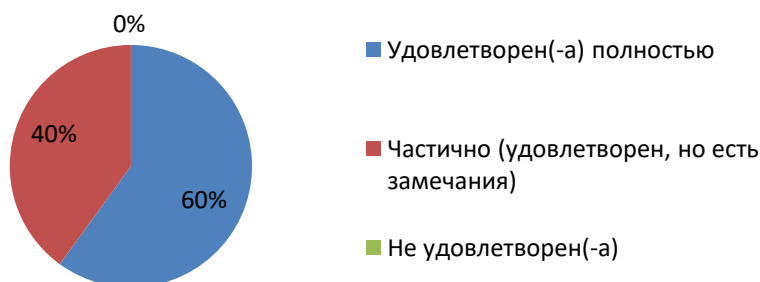 0%
40%
60%
Удовлетворен(-а) полностью
Частично (удовлетворен, но есть
замечания)
Не удовлетворен(-а)